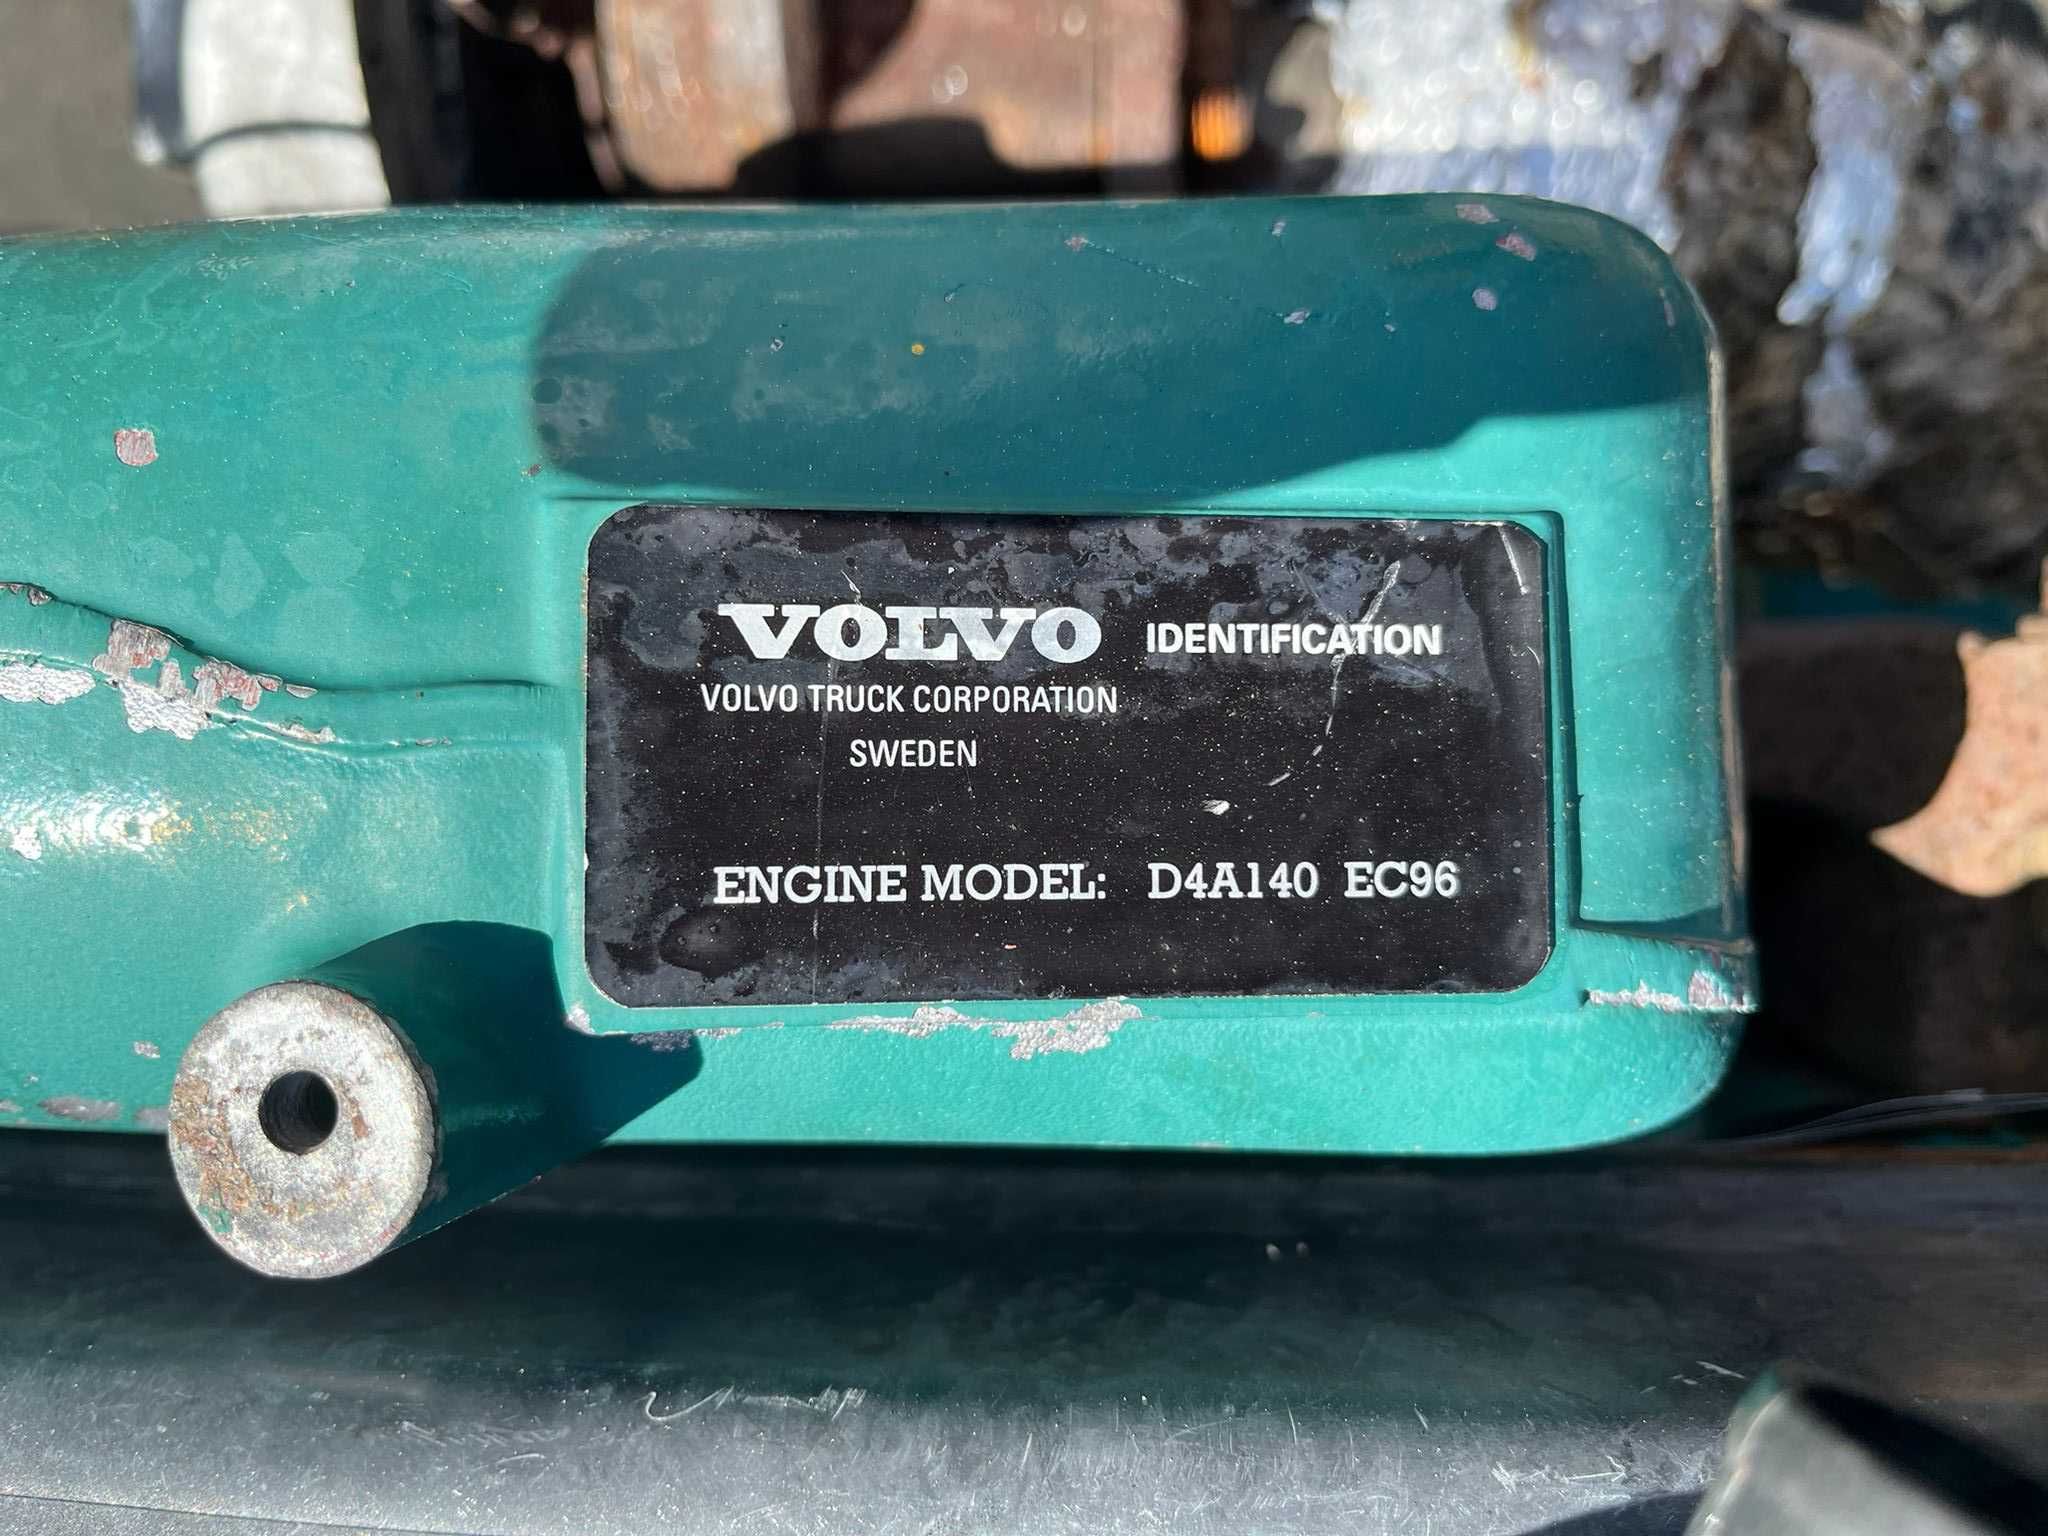 VOLVO IDENTIFICATION
VOLVO TRUCK CORPORATION
SWEDEN
ENGINE MODEL: D4A140 EC96